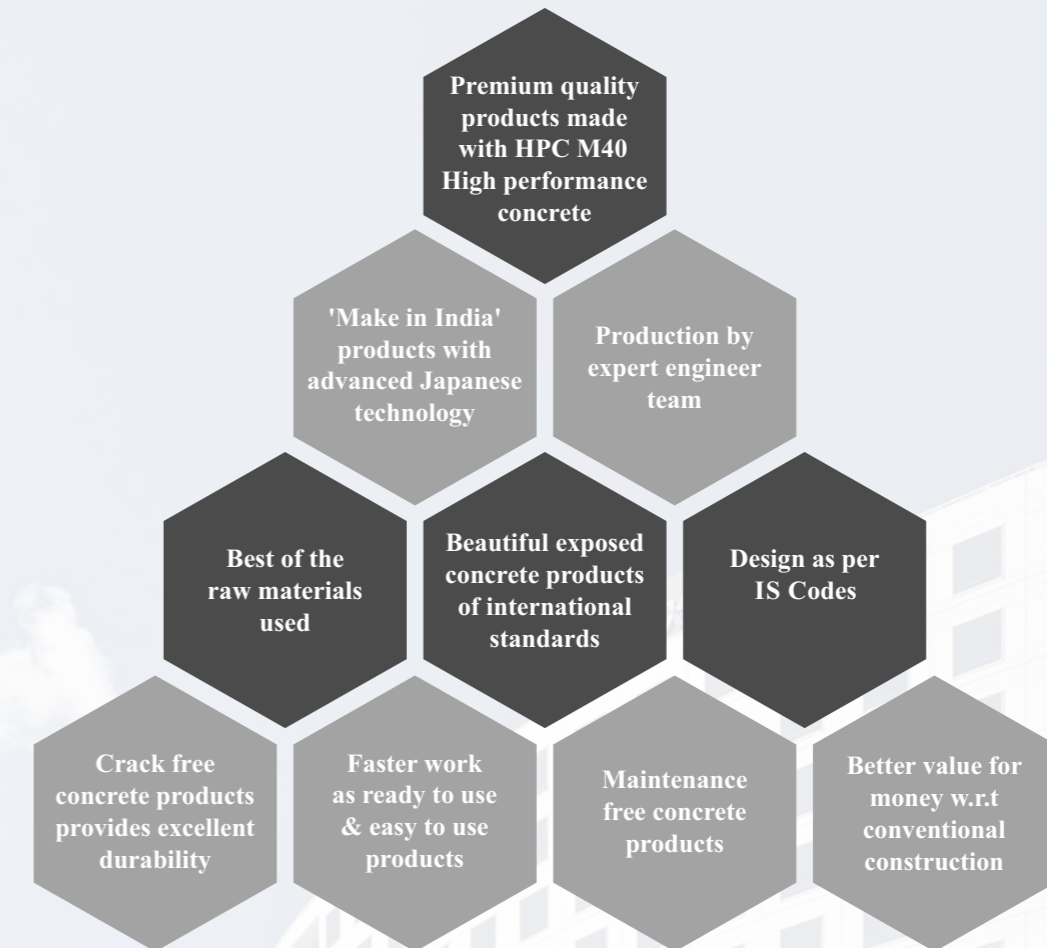 Premium quality
products made
with HPC M40
High performance
concrete
'Make in India'
products with
advanced Japanese
technology
Production by
expert engineer
team
Best of the
raw materials
used
Beautiful exposed
concrete products
of international
standards
Design as per
IS Codes
Crack free
concrete products
provides excellent
durability
Faster work
as ready to use
& easy to use
products
Maintenance
free concrete
products
Better value for
money w.r.t
conventional
construction